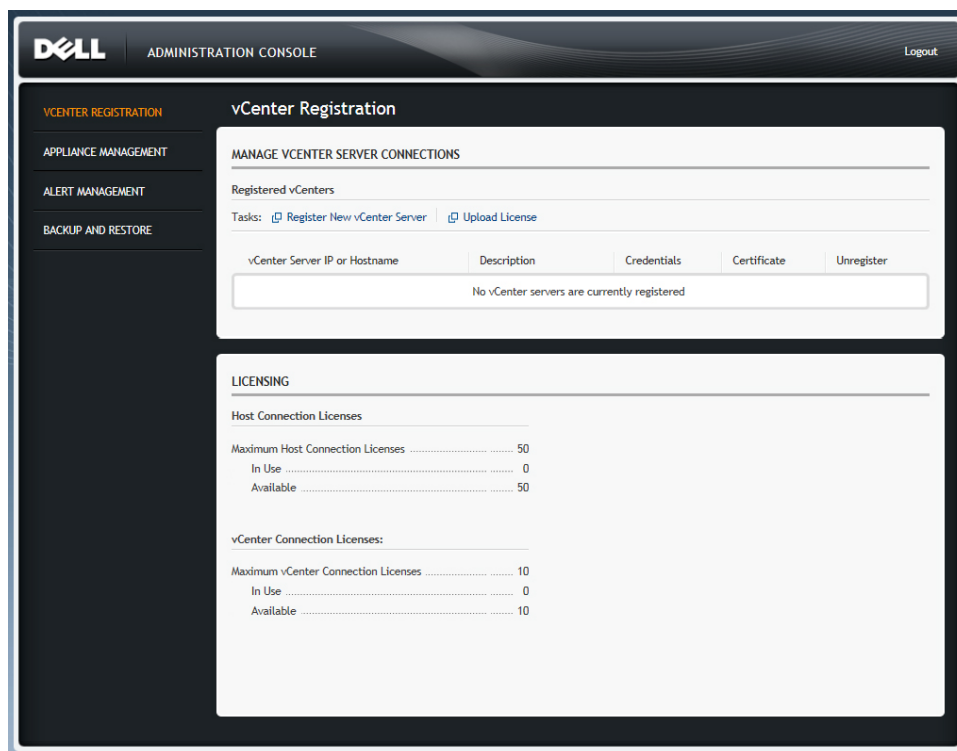 DELL
ADMINISTRATION CONSOLE
Logout
VCENTER REGISTRATION
APPLIANCE MANAGEMENT
ALERT MANAGEMENT
BACKUP AND RESTORE
vCenter Registration
MANAGE VCENTER SERVER CONNECTIONS
Registered vCenters
Tasks: Register New vCenter Server Upload License
vCenter Server IP or Hostname Description Credentials Certificate Unregister
No vCenter servers are currently registered
LICENSING
Host Connection Licenses
Maximum Host Connection Licenses ........................ ........ 50
In Use ........................ ........ 0
Available ........................ ........ 50
vCenter Connection Licenses:
Maximum vCenter Connection Licenses ........................ ........ 10
In Use ........................ ........ 0
Available ........................ ........ 10